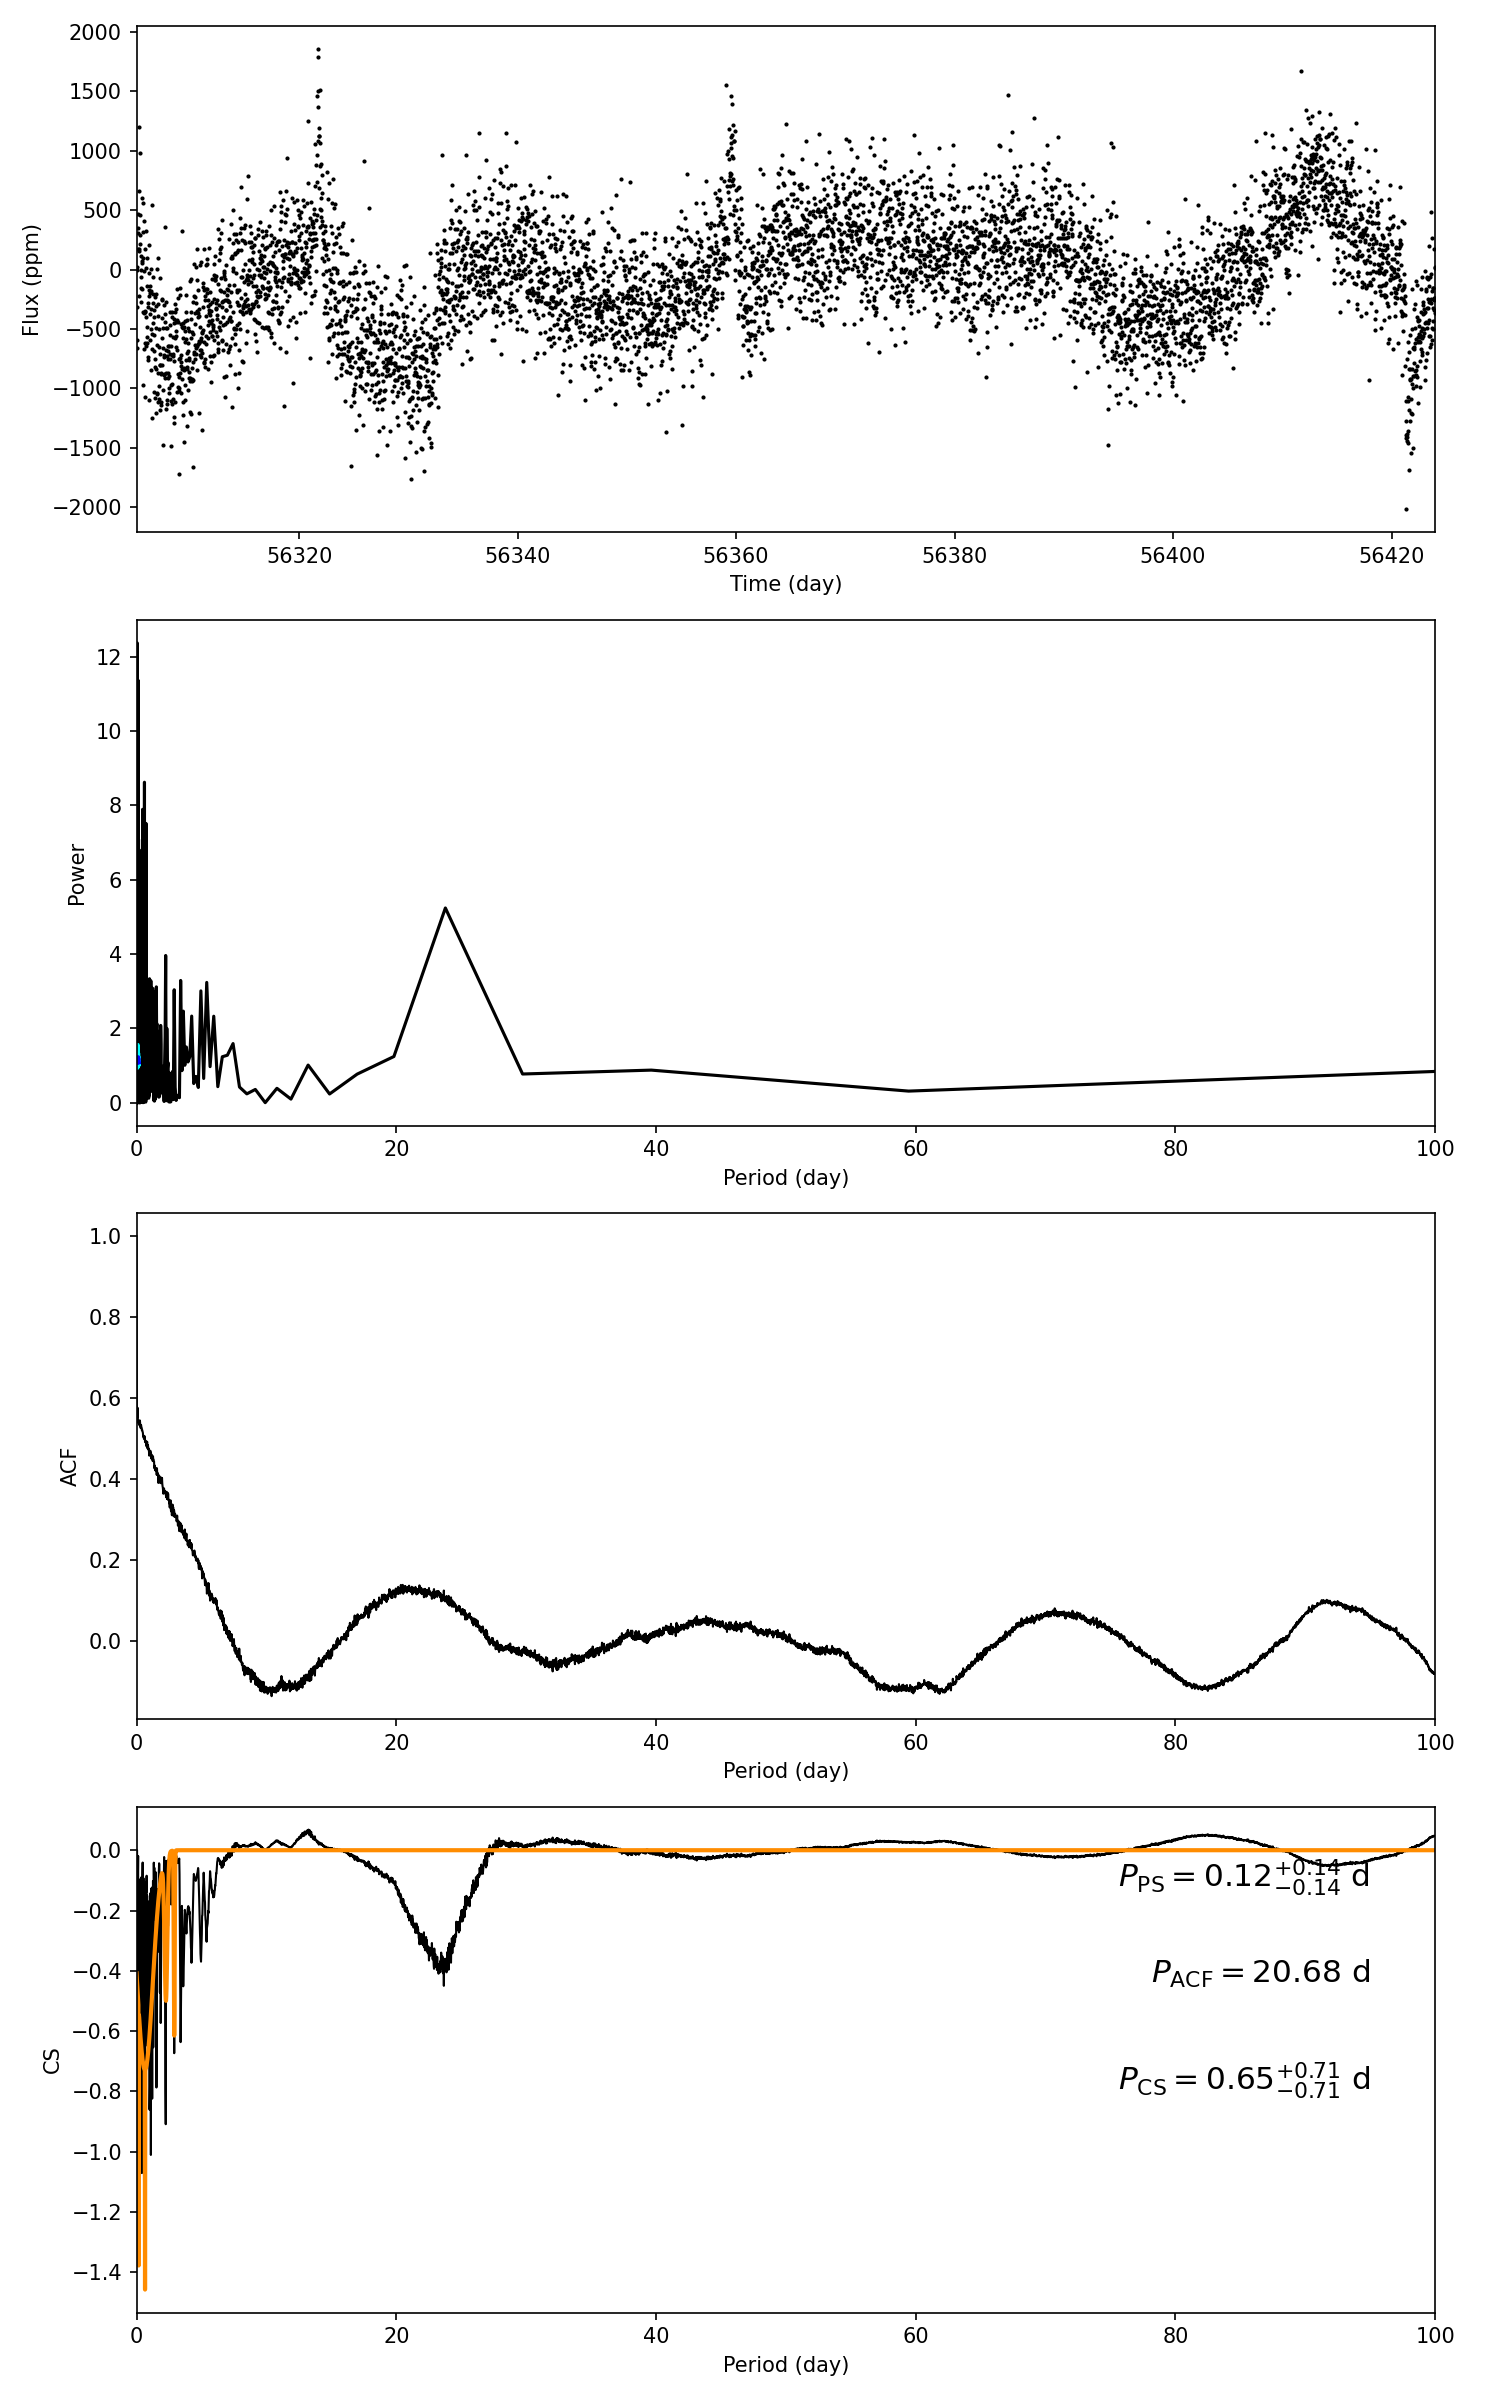 2000
1500
1000
500
0
−500
−1000
−1500
−2000
Flux (ppm)
56320 56340 56360 56380 56400 56420
Time (day)
12
10
8
6
4
2
0
Power
0 20 40 60 80 100
Period (day)
1.0
0.8
0.6
0.4
0.2
0.0
ACF
0 20 40 60 80 100
Period (day)
0.0
−0.2
−0.4
−0.6
−0.8
−1.0
−1.2
−1.4
CS
P_PS = 0.12 +0.14 −0.14 d
P_ACF = 20.68 d
P_CS = 0.65 +0.71 −0.71 d
0 20 40 60 80 100
Period (day)